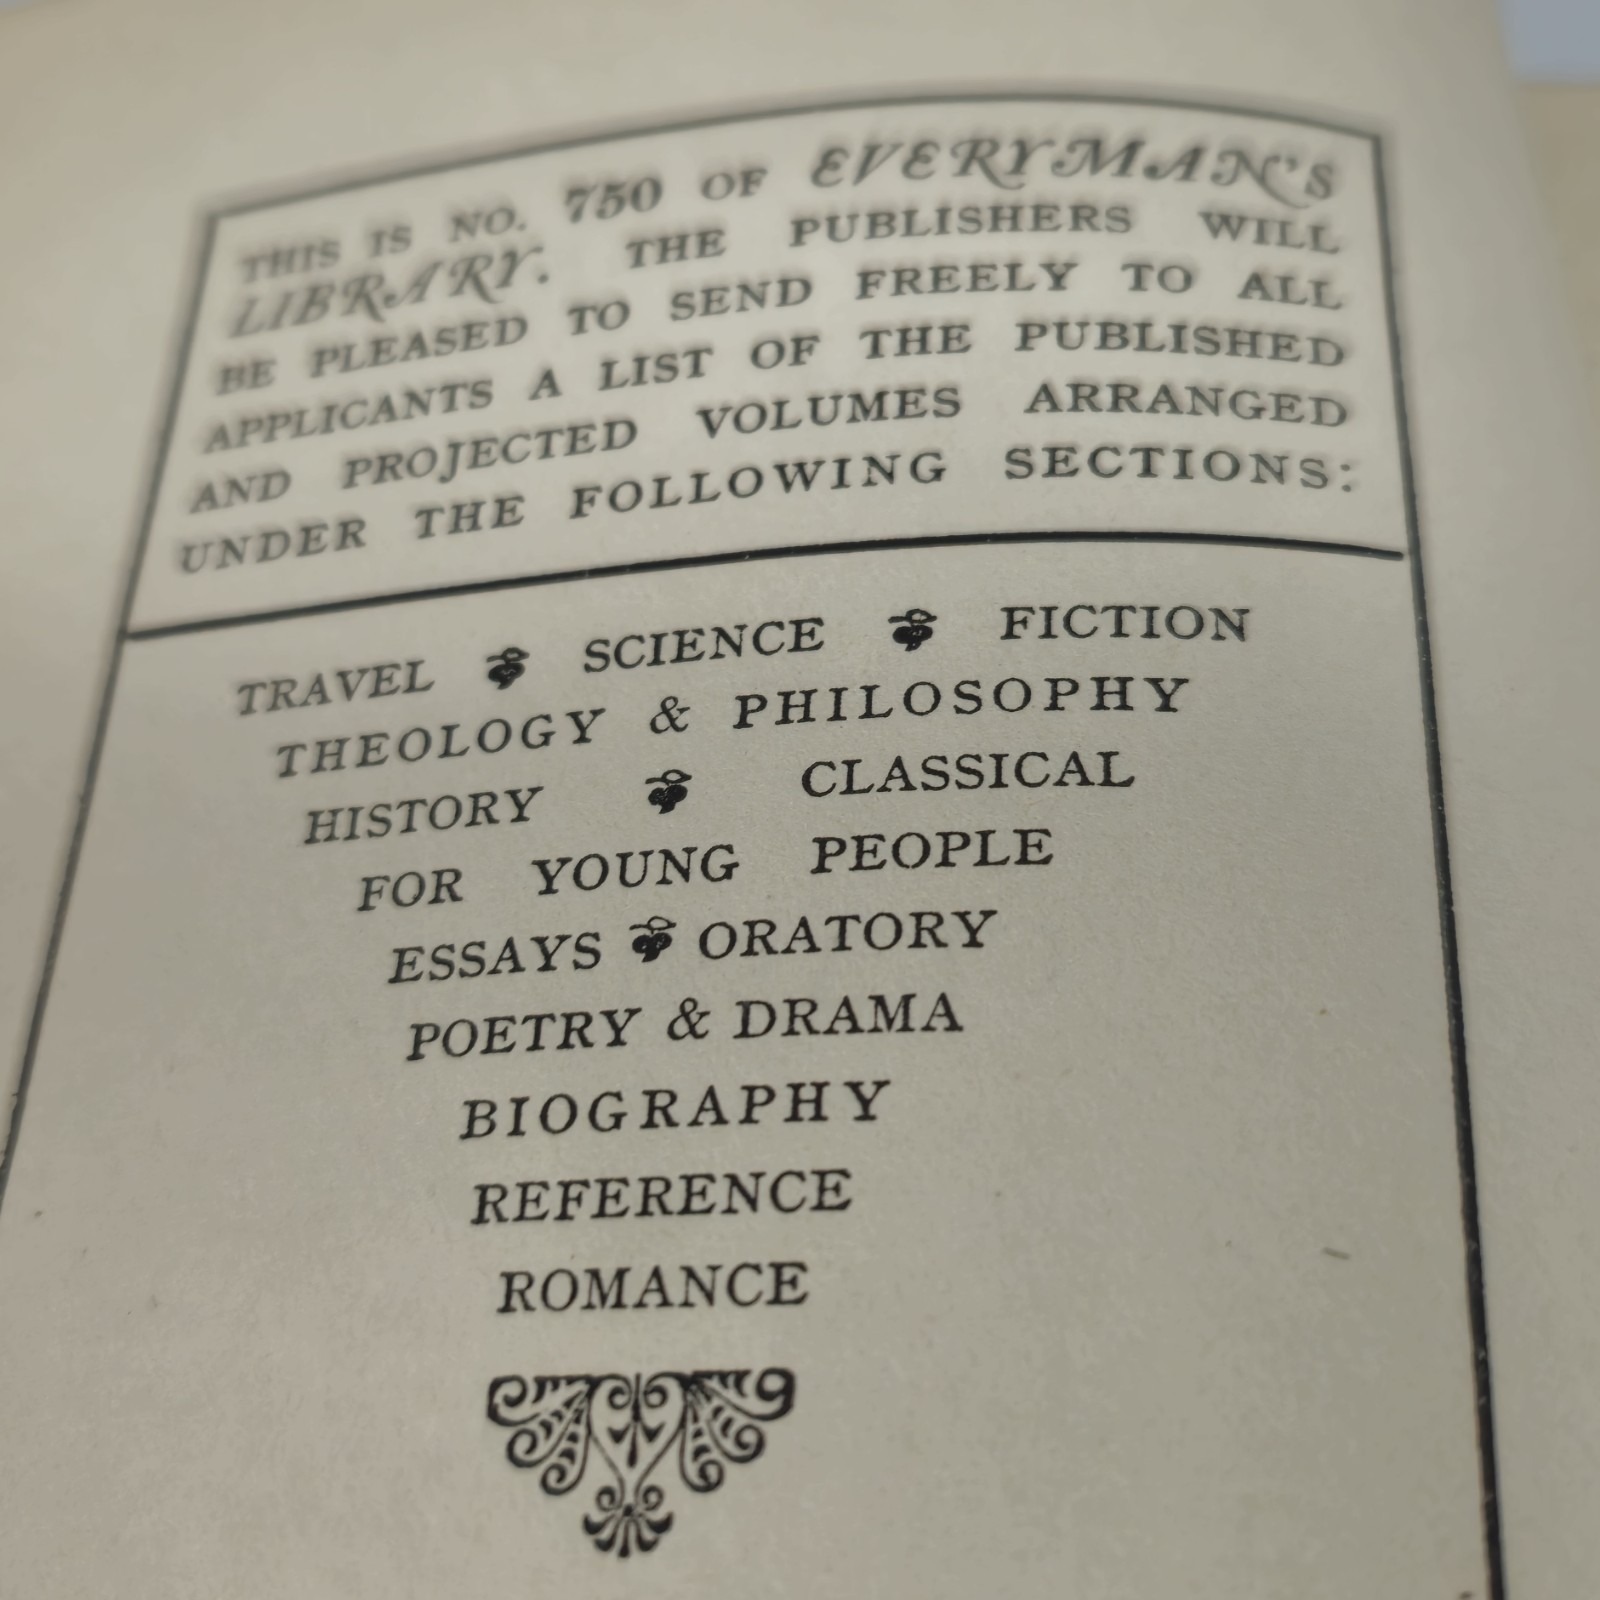 THIS IS NO. 750 OF EVERYMAN'S
LIBRARY. THE PUBLISHERS WILL
BE PLEASED TO SEND FREELY TO ALL
APPLICANTS A LIST OF THE PUBLISHED
AND PROJECTED VOLUMES ARRANGED
UNDER THE FOLLOWING SECTIONS:
TRAVEL ❦ SCIENCE ❦ FICTION
THEOLOGY & PHILOSOPHY
HISTORY ❦ CLASSICAL
FOR YOUNG PEOPLE
ESSAYS ❦ ORATORY
POETRY & DRAMA
BIOGRAPHY
REFERENCE
ROMANCE